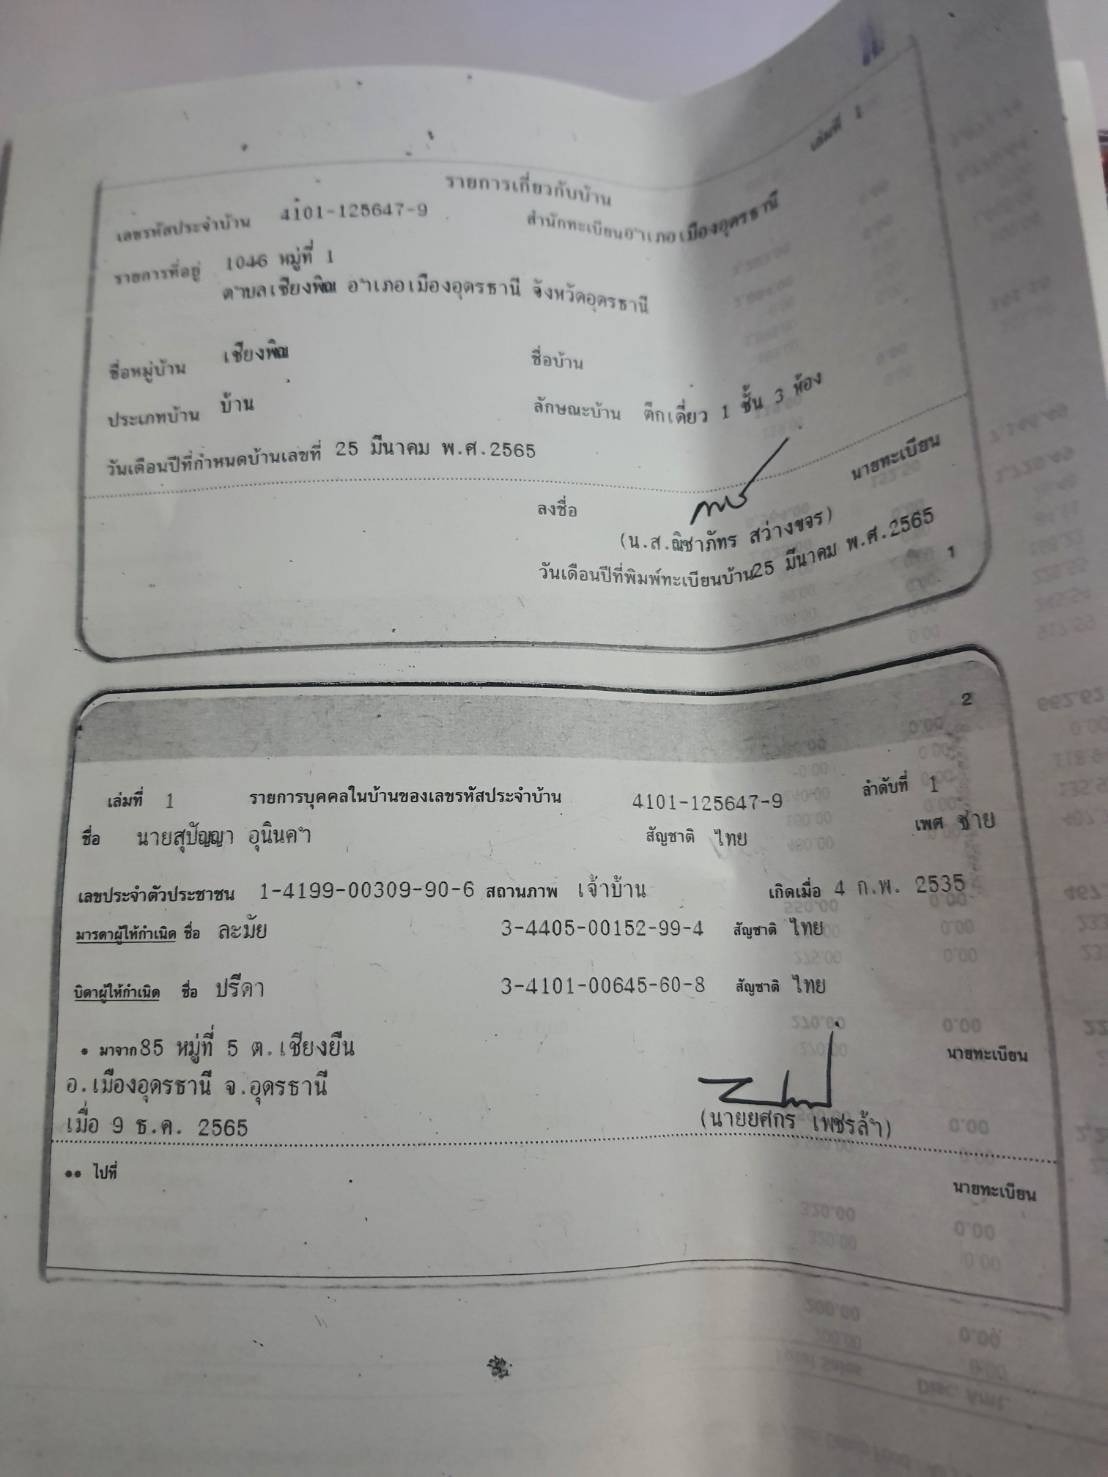 เล่มที่ 1
รายการเกี่ยวกับบ้าน
เลขรหัสประจำบ้าน 4101-125647-9 สำนักทะเบียนอำเภอเมืองอุดรธานี
รายการที่อยู่ 1046 หมู่ที่ 1
ตำบลเชียงพิณ อำเภอเมืองอุดรธานี จังหวัดอุดรธานี
ชื่อหมู่บ้าน เชียงพิณ ชื่อบ้าน
ประเภทบ้าน บ้าน ลักษณะบ้าน ตึกเดี่ยว 1 ชั้น 3 ห้อง
วันเดือนปีที่กำหนดบ้านเลขที่ 25 มีนาคม พ.ศ.2565
ลงชื่อ นายทะเบียน
(น.ส.ณิชาภัทร สว่างขจร)
วันเดือนปีที่พิมพ์ทะเบียนบ้าน25 มีนาคม พ.ศ.2565
1
2
เล่มที่ 1 รายการบุคคลในบ้านของเลขรหัสประจำบ้าน 4101-125647-9 ลำดับที่ 1
ชื่อ นายสุปัญญา อุนินคำ สัญชาติ ไทย เพศ ชาย
เลขประจำตัวประชาชน 1-4199-00309-90-6 สถานภาพ เจ้าบ้าน เกิดเมื่อ 4 ก.พ. 2535
มารดาผู้ให้กำเนิด ชื่อ ละมัย 3-4405-00152-99-4 สัญชาติ ไทย
บิดาผู้ให้กำเนิด ชื่อ ปรีดา 3-4101-00645-60-8 สัญชาติ ไทย
• มาจาก85 หมู่ที่ 5 ต.เชียงยืน นายทะเบียน
อ.เมืองอุดรธานี จ.อุดรธานี
เมื่อ 9 ธ.ค. 2565 (นายยศกร เพชรล้ำ)
•• ไปที่ นายทะเบียน